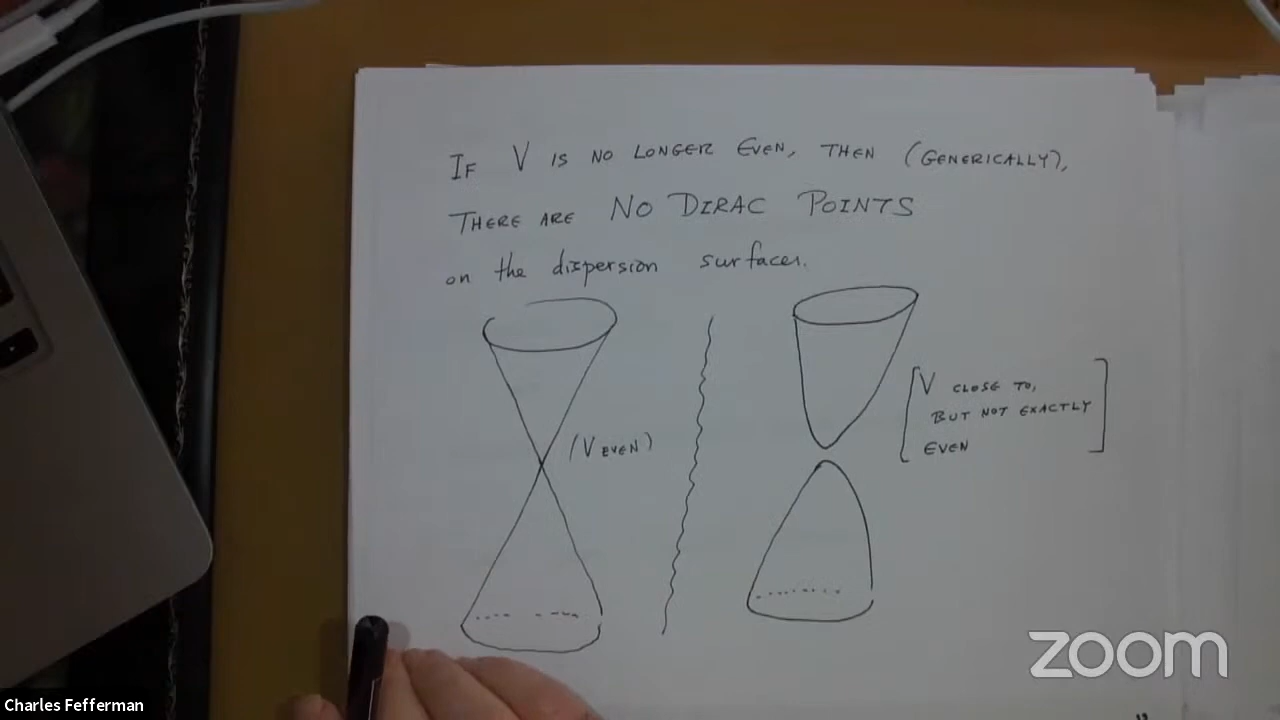 IF V IS NO LONGER EVEN, THEN (GENERICALLY),
THERE ARE NO DIRAC POINTS
on the dispersion surfaces.
(V EVEN)
[V CLOSE TO,
BUT NOT EXACTLY
EVEN]
zoom
Charles Fefferman